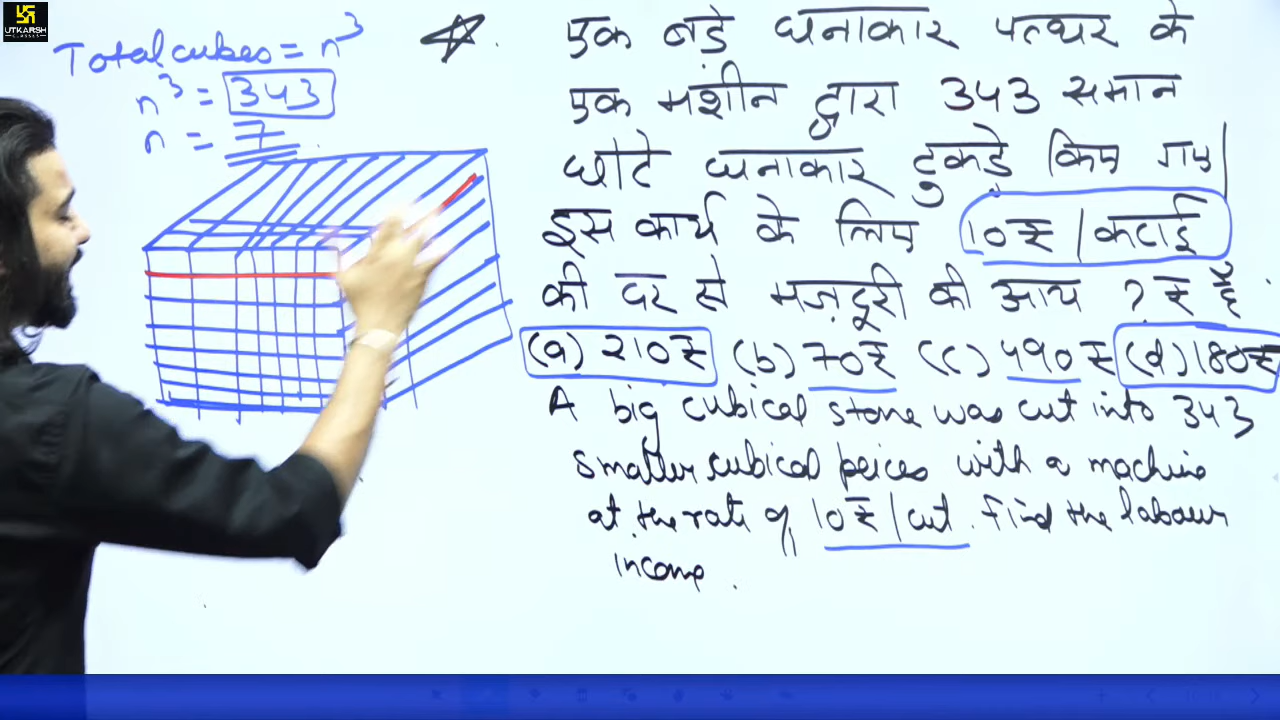 UTKARSH
CLASSES
Total cubes = n³
n³ = 343
n = 7
एक बड़े घनाकार पत्थर के
एक मशीन द्वारा 343 समान
छोटे घनाकार टुकड़े किए गए।
इस कार्य के लिए 10₹/कटाई
की दर से मज़दूरी की आय ? ₹ है
(a) 210₹ (b) 70₹ (c) 490₹ (d) 180₹
A big cubical stone was cut into 343
smaller cubical peices with a machine
at the rate of 10₹/cut. find the labour
income.